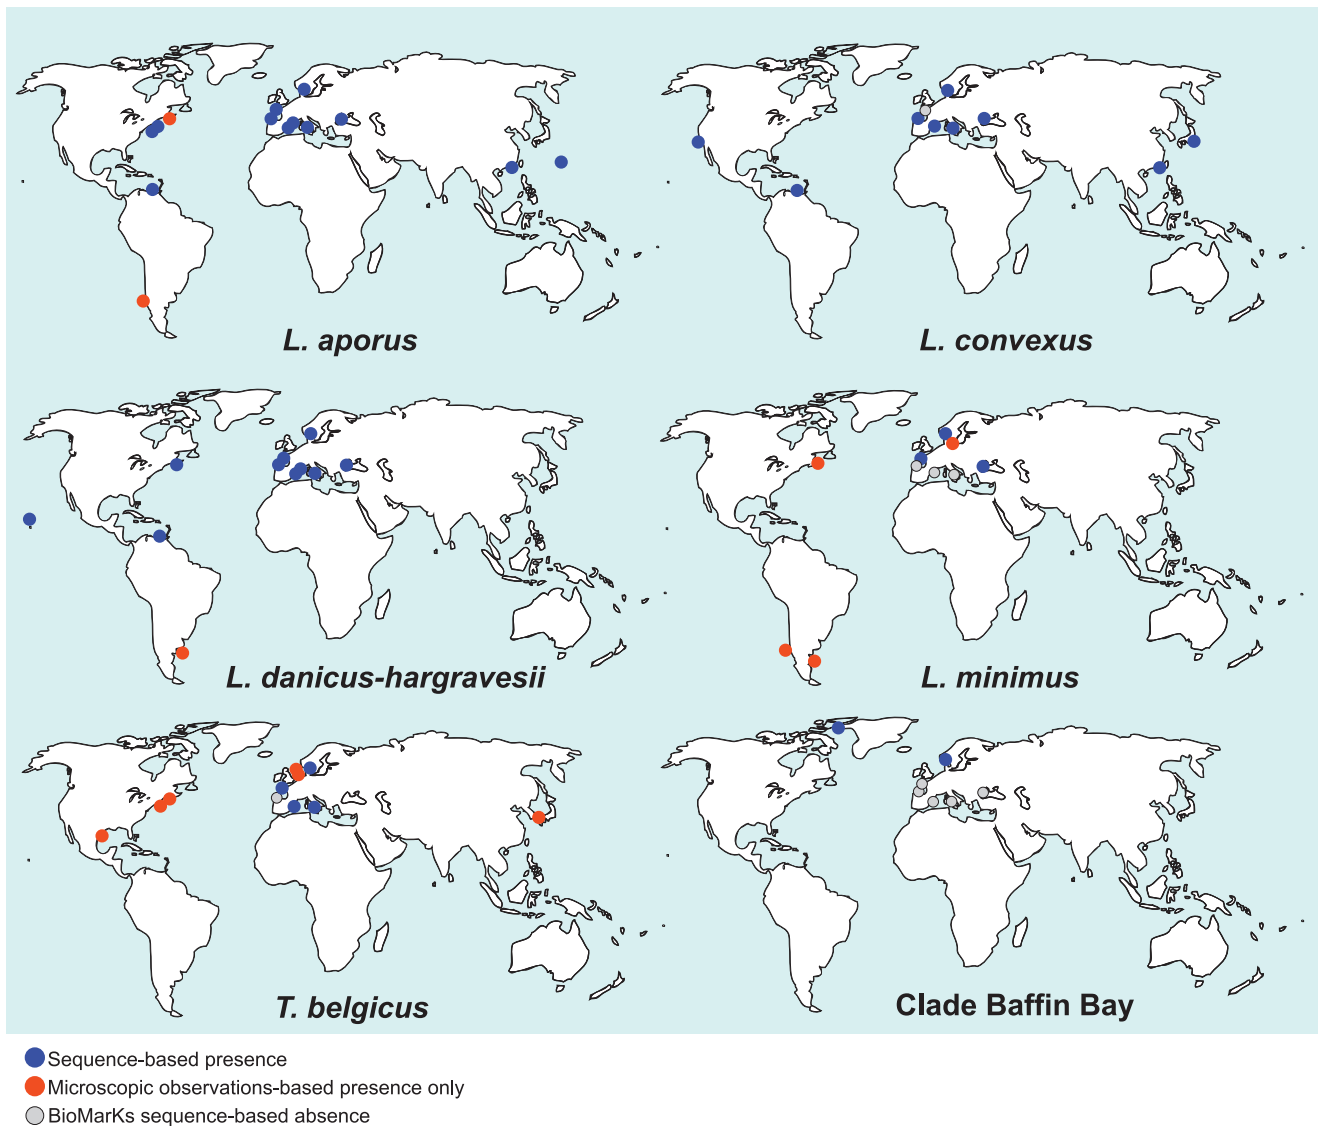 L. aporus
L. convexus
L. danicus-hargravesii
L. minimus
T. belgicus
Clade Baffin Bay
Sequence-based presence
Microscopic observations-based presence only
BioMarKs sequence-based absence